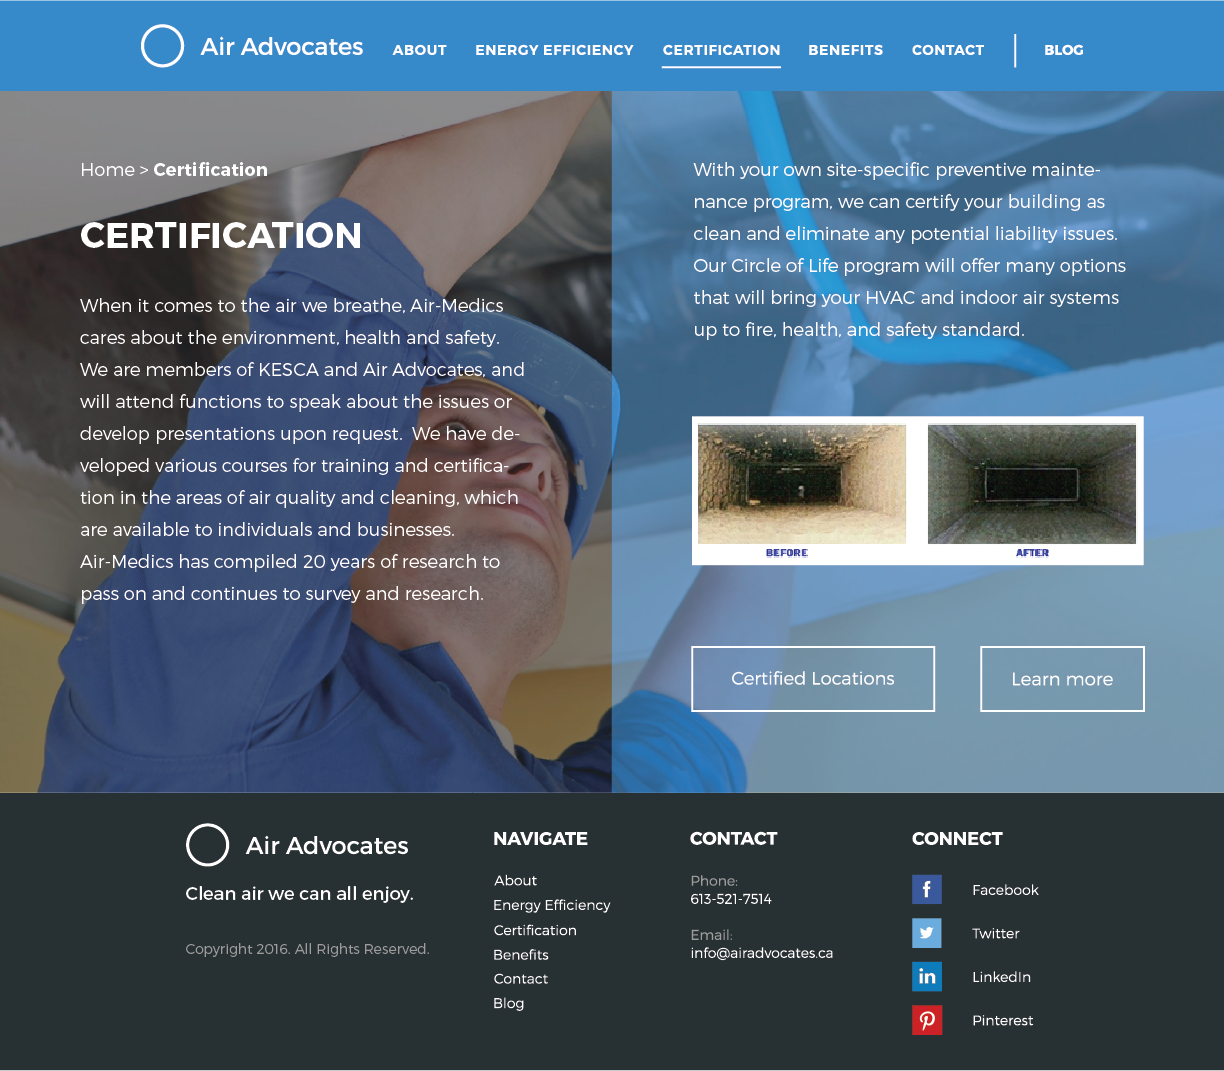 Air Advocates
ABOUT
ENERGY EFFICIENCY
CERTIFICATION
BENEFITS
CONTACT
BLOG
Home > Certification
CERTIFICATION
When it comes to the air we breathe, Air-Medics
cares about the environment, health and safety.
We are members of KESCA and Air Advocates, and
will attend functions to speak about the issues or
develop presentations upon request.  We have de-
veloped various courses for training and certifica-
tion in the areas of air quality and cleaning, which
are available to individuals and businesses.
Air-Medics has compiled 20 years of research to
pass on and continues to survey and research.
With your own site-specific preventive mainte-
nance program, we can certify your building as
clean and eliminate any potential liability issues.
Our Circle of Life program will offer many options
that will bring your HVAC and indoor air systems
up to fire, health, and safety standard.
BEFORE
AFTER
Certified Locations
Learn more
Air Advocates
Clean air we can all enjoy.
Copyright 2016. All Rights Reserved.
NAVIGATE
About
Energy Efficiency
Certification
Benefits
Contact
Blog
CONTACT
Phone:
613-521-7514
Email:
info@airadvocates.ca
CONNECT
f
Facebook
Twitter
in
LinkedIn
Pinterest